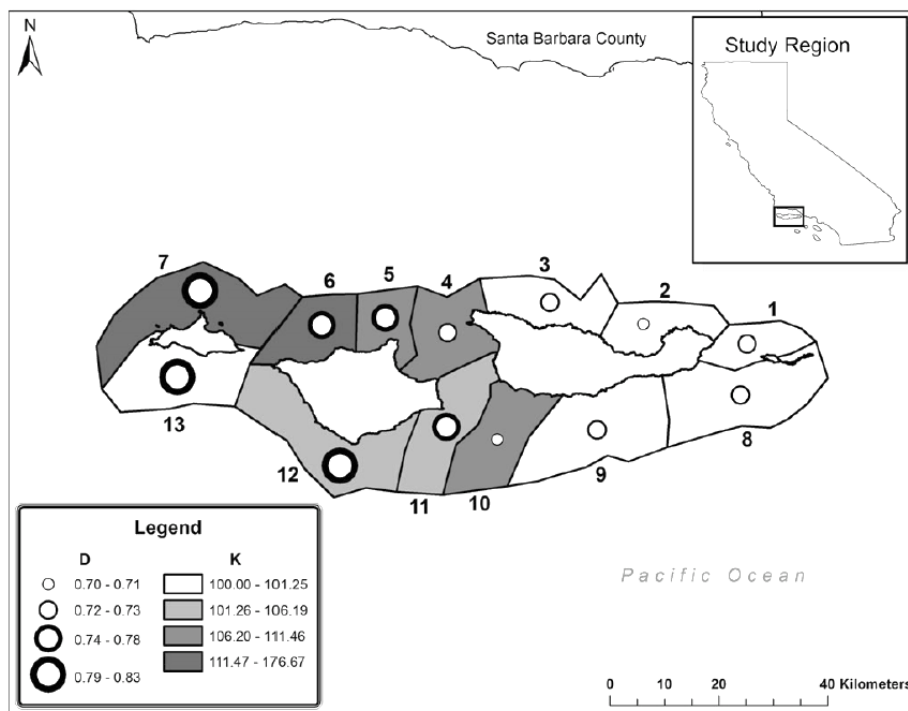 N
Santa Barbara County
Study Region
7
6
5
4
3
2
1
13
12
11
10
9
8
Legend
D
K
0.70 - 0.71
100.00 - 101.25
0.72 - 0.73
101.26 - 106.19
0.74 - 0.78
106.20 - 111.46
0.79 - 0.83
111.47 - 176.67
Pacific Ocean
0 5 10 20 30 40 Kilometers